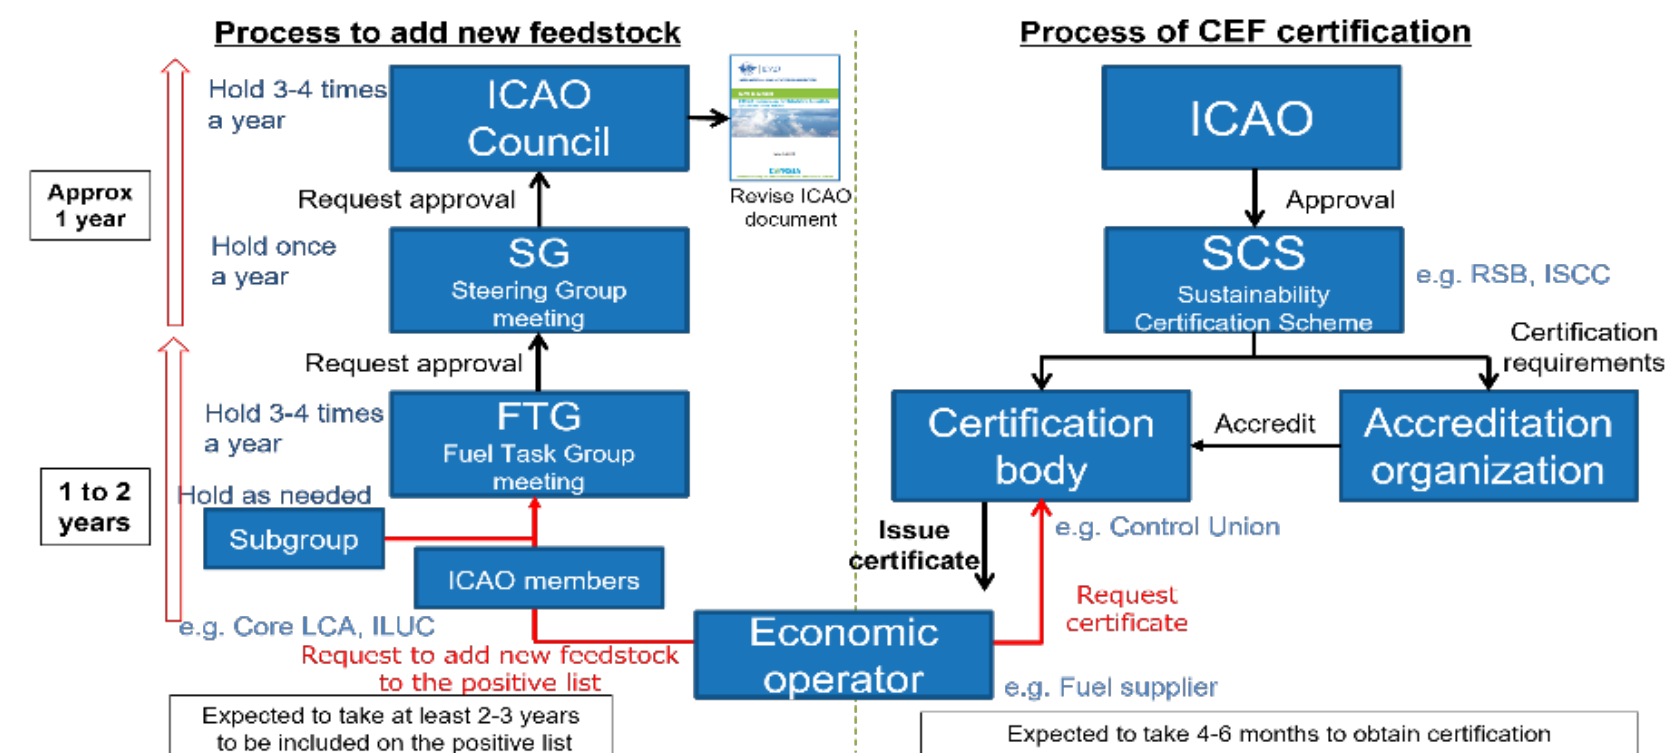 Process to add new feedstock
Hold 3-4 times
a year
ICAO
Council
Revise ICAO
document
Approx
1 year
Request approval
Hold once
a year
SG
Steering Group
meeting
Request approval
Hold 3-4 times
a year
FTG
Fuel Task Group
meeting
1 to 2
years
Hold as needed
Subgroup
ICAO members
e.g. Core LCA, ILUC
Request to add new feedstock
to the positive list
Expected to take at least 2-3 years
to be included on the positive list
Economic
operator
e.g. Fuel supplier
Process of CEF certification
ICAO
Approval
SCS
Sustainability
Certification Scheme
e.g. RSB, ISCC
Certification
requirements
Certification
body
Accredit
Accreditation
organization
e.g. Control Union
Issue
certificate
Request
certificate
Expected to take 4-6 months to obtain certification